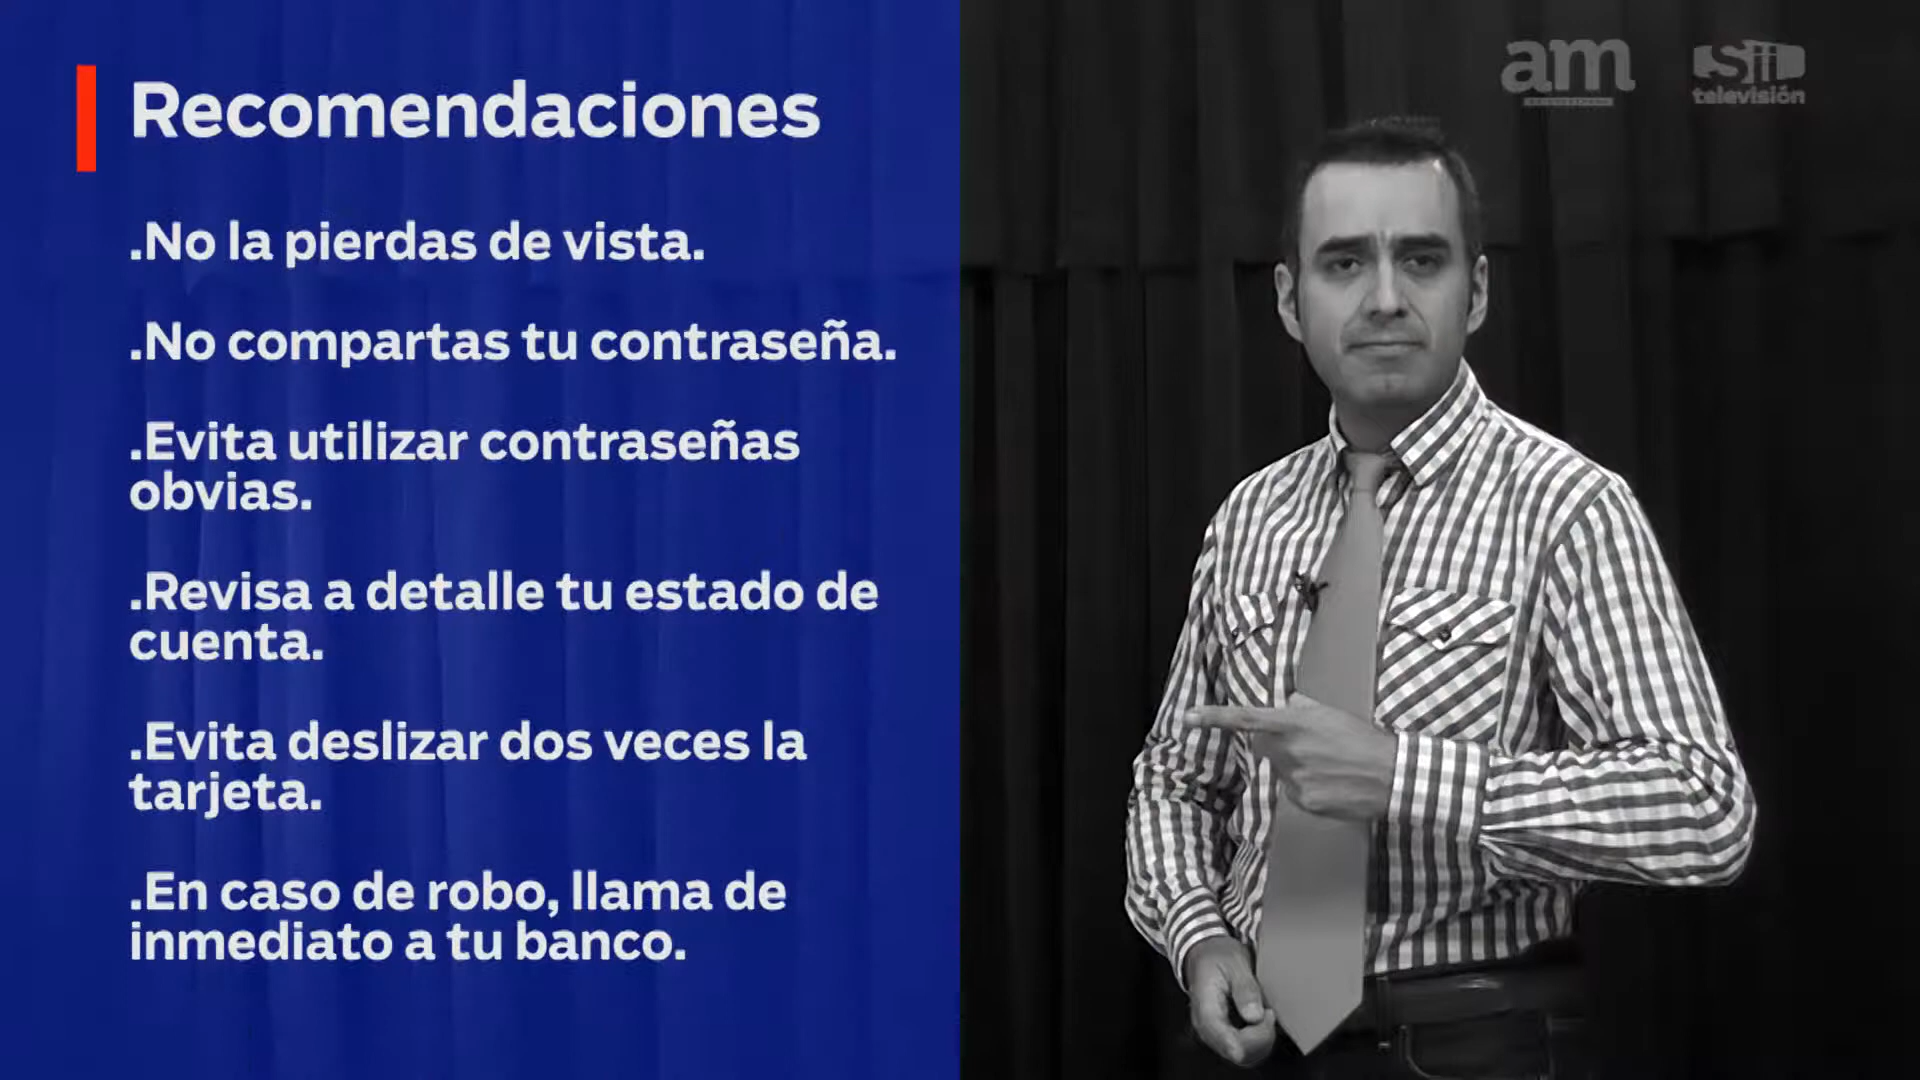 Recomendaciones
.No la pierdas de vista.
.No compartas tu contraseña.
.Evita utilizar contraseñas
obvias.
.Revisa a detalle tu estado de
cuenta.
.Evita deslizar dos veces la
tarjeta.
.En caso de robo, llama de
inmediato a tu banco.
am
televisión